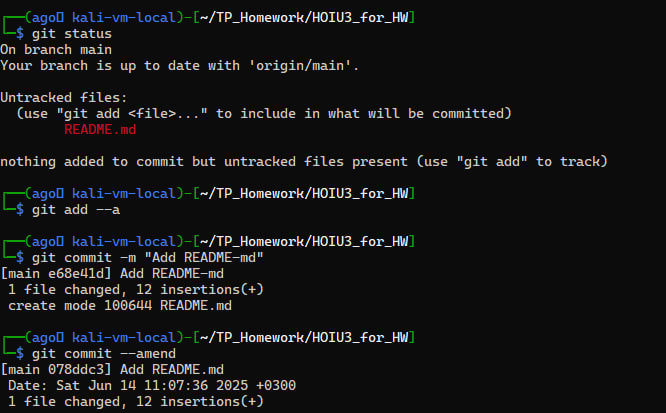 ┌──(ago▯ kali-vm-local)-[~/TP_Homework/HOIU3_for_HW]
└─$ git status
On branch main
Your branch is up to date with 'origin/main'.
Untracked files:
  (use "git add <file>..." to include in what will be committed)
        README.md
nothing added to commit but untracked files present (use "git add" to track)
┌──(ago▯ kali-vm-local)-[~/TP_Homework/HOIU3_for_HW]
└─$ git add --a
┌──(ago▯ kali-vm-local)-[~/TP_Homework/HOIU3_for_HW]
└─$ git commit -m "Add README-md"
[main e68e41d] Add README-md
 1 file changed, 12 insertions(+)
 create mode 100644 README.md
┌──(ago▯ kali-vm-local)-[~/TP_Homework/HOIU3_for_HW]
└─$ git commit --amend
[main 078ddc3] Add README.md
 Date: Sat Jun 14 11:07:36 2025 +0300
 1 file changed, 12 insertions(+)